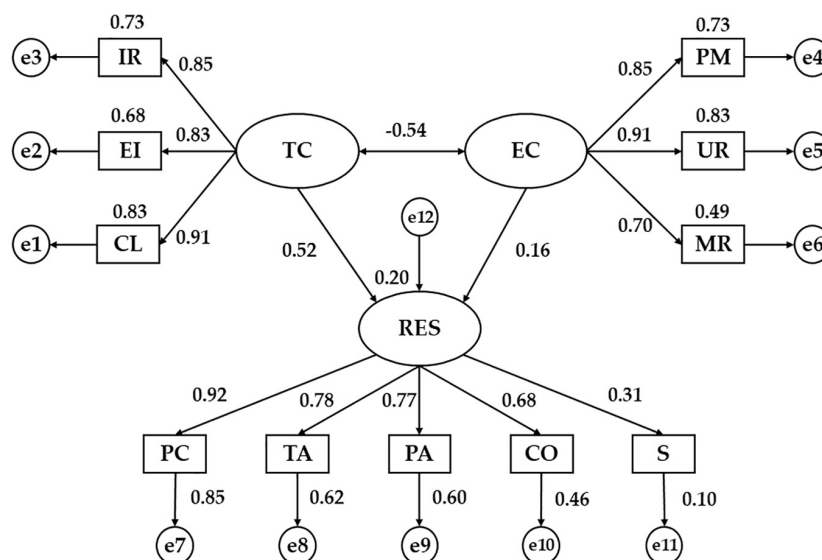 0.73 0.73
e3 IR 0.85 0.85 PM e4
0.68 0.83
e2 EI 0.83 TC -0.54 EC 0.91 UR e5
0.83 0.49
e1 CL 0.91 e12 0.70 MR e6
0.52 0.20 0.16
RES
0.92 0.78 0.77 0.68 0.31
PC TA PA CO S
0.85 0.62 0.60 0.46 0.10
e7 e8 e9 e10 e11